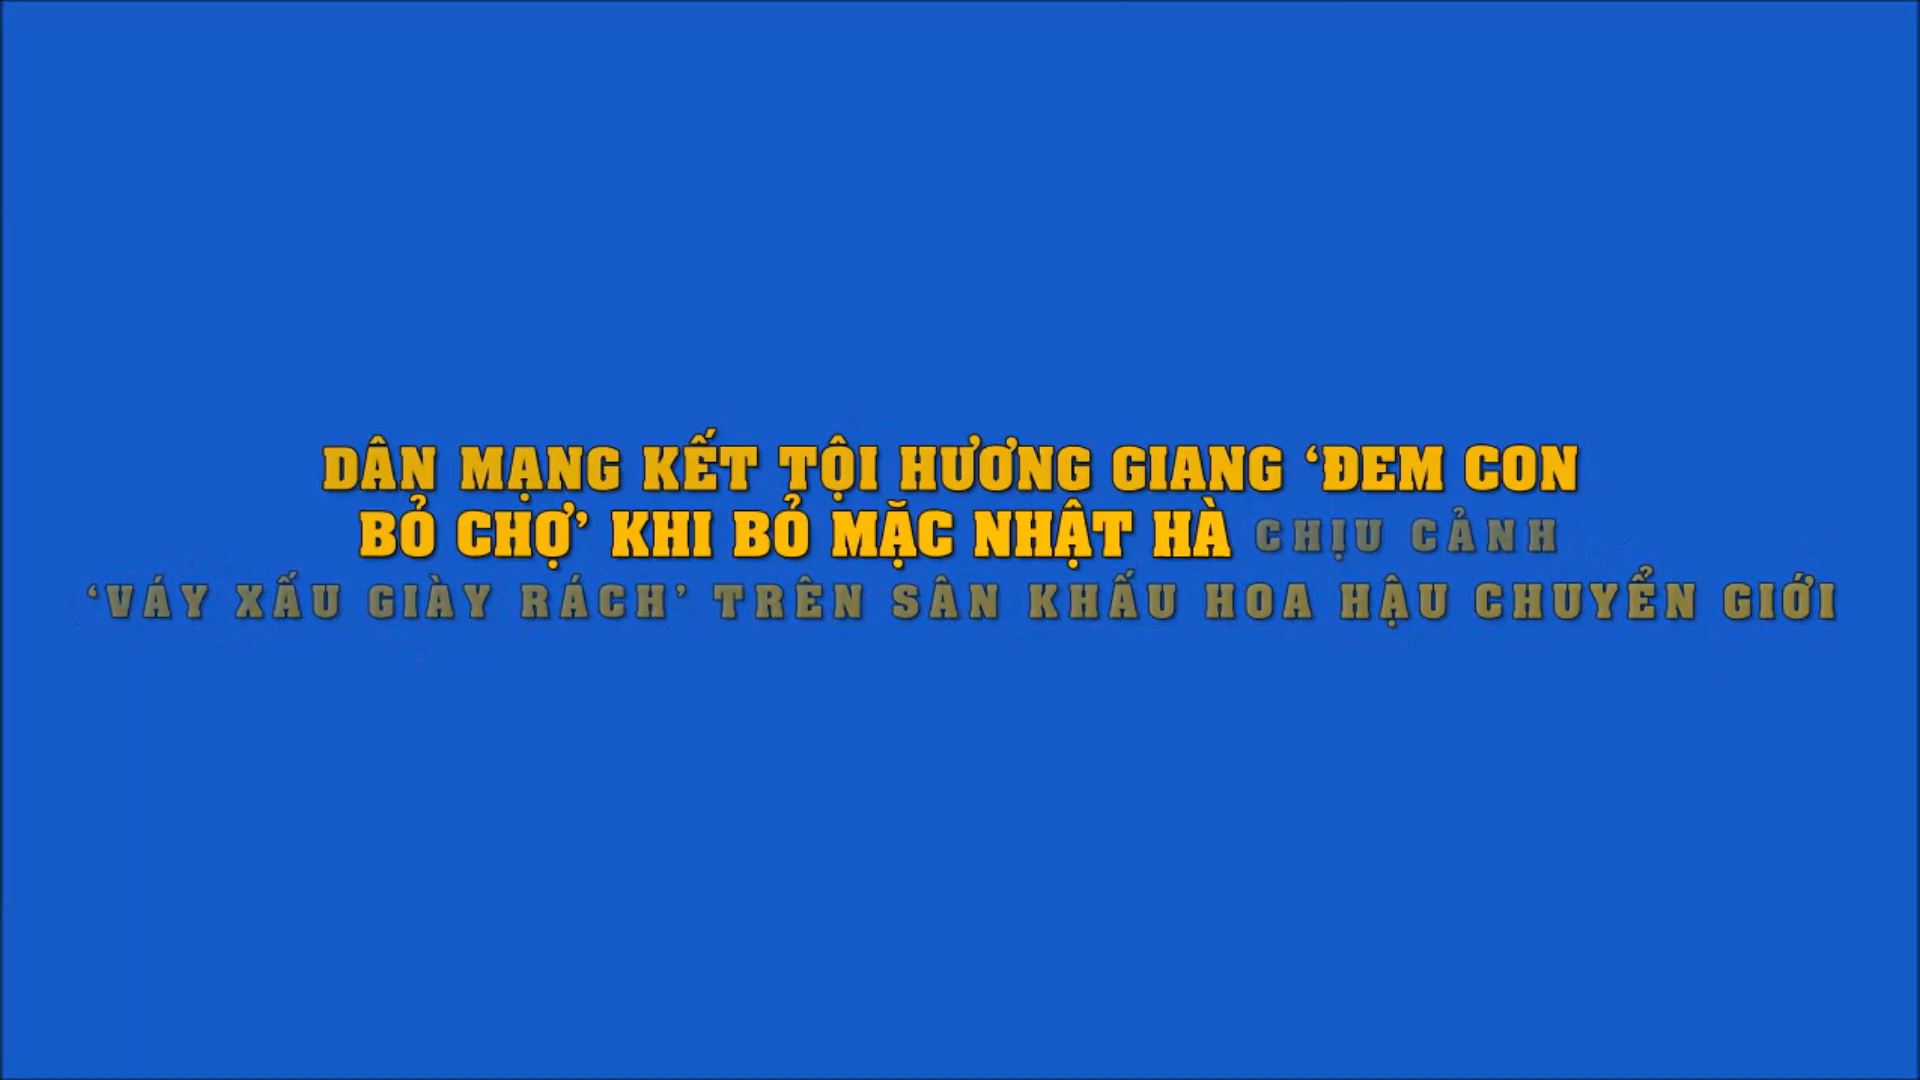 DÂN MẠNG KẾT TỘI HƯƠNG GIANG ‘ĐEM CON
BỎ CHỢ’ KHI BỎ MẶC NHẬT HÀ CHỊU CẢNH
‘VÁY XẤU GIÀY RÁCH’ TRÊN SÂN KHẤU HOA HẬU CHUYỂN GIỚI